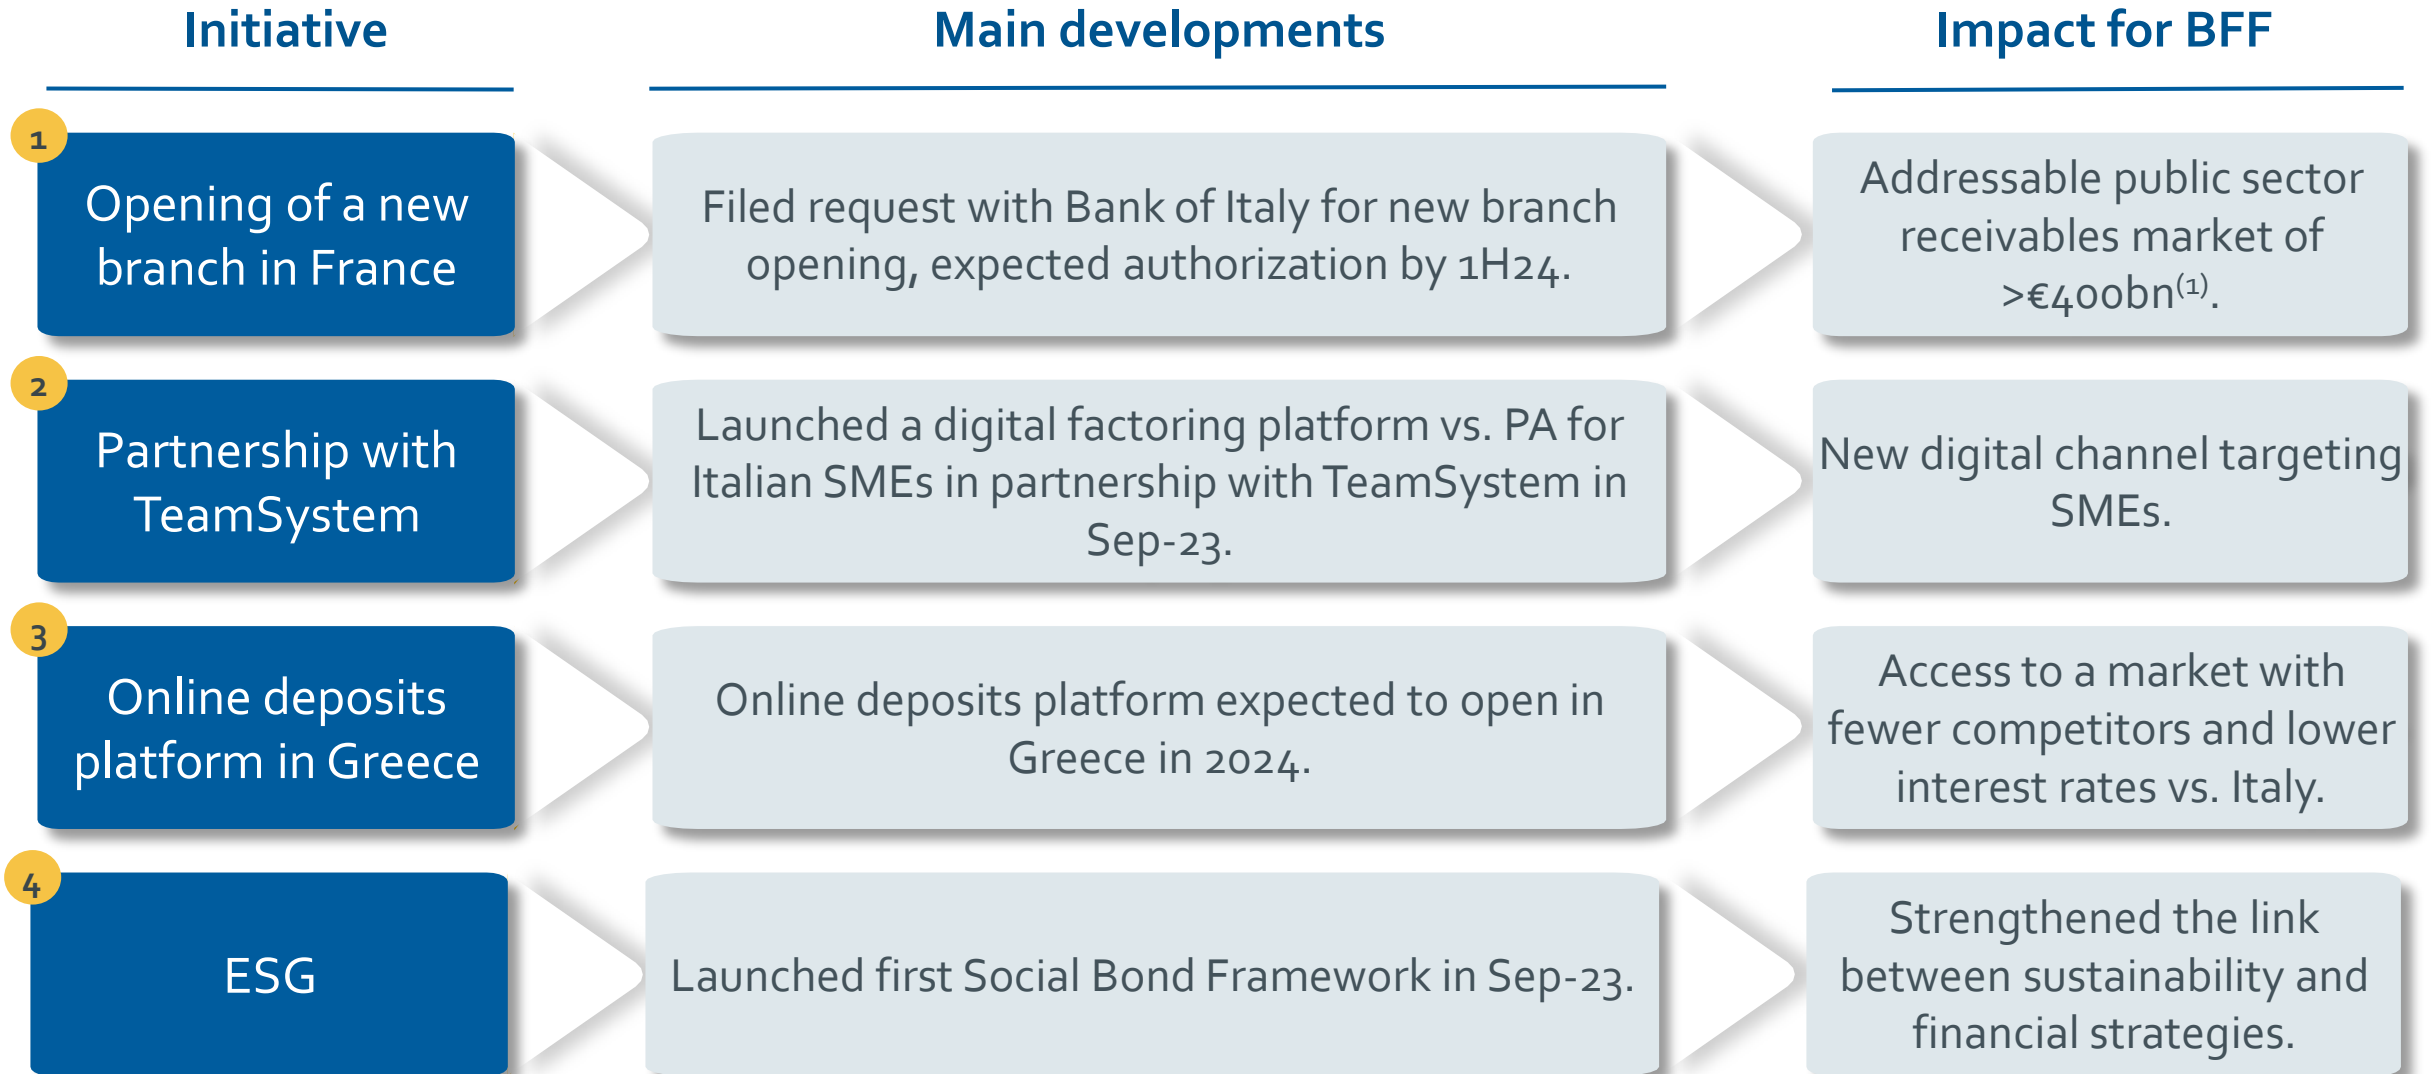 Initiative
Main developments
Impact for BFF
1
Opening of a new
branch in France
Filed request with Bank of Italy for new branch
opening, expected authorization by 1H24.
Addressable public sector
receivables market of
>€400bn(1).
2
Partnership with
TeamSystem
Launched a digital factoring platform vs. PA for
Italian SMEs in partnership with TeamSystem in
Sep-23.
New digital channel targeting
SMEs.
3
Online deposits
platform in Greece
Online deposits platform expected to open in
Greece in 2024.
Access to a market with
fewer competitors and lower
interest rates vs. Italy.
4
ESG
Launched first Social Bond Framework in Sep-23.
Strengthened the link
between sustainability and
financial strategies.